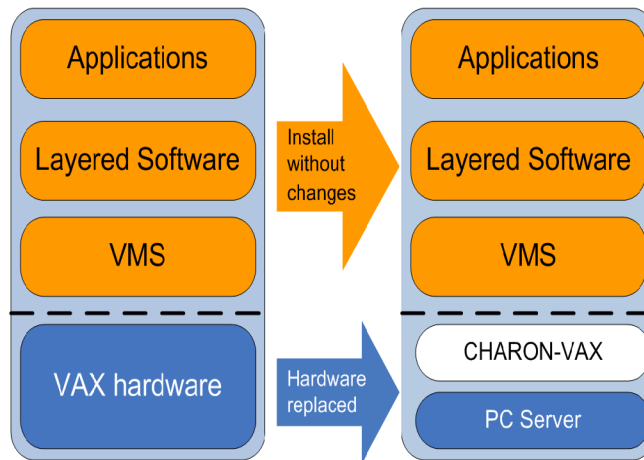 Applications
Layered Software
VMS
VAX hardware
Install
without
changes
Hardware
replaced
Applications
Layered Software
VMS
CHARON-VAX
PC Server